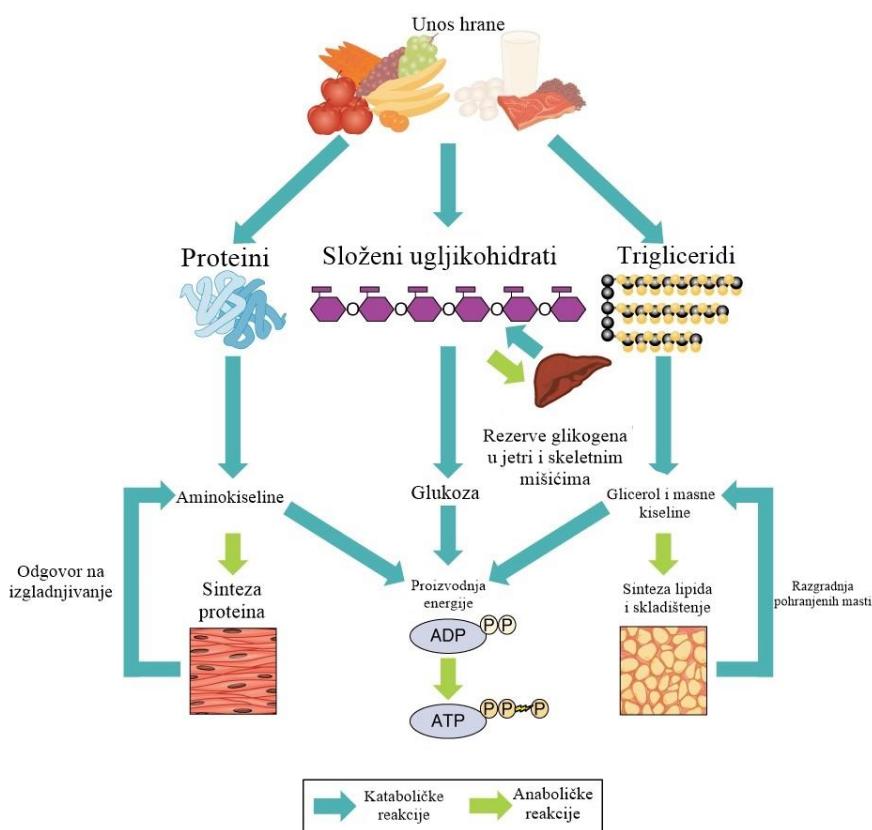 Unos hrane
Proteini
Složeni ugljikohidrati
Trigliceridi
Rezerve glikogena
u jetri i skeletnim
mišićima
Aminokiseline
Glukoza
Glicerol i masne
kiseline
Odgovor na
izgladnjivanje
Sinteza
proteina
Proizvodnja
energije
Sinteza lipida
i skladištenje
Razgradnja
pohranjenih masti
ADP P P
ATP P P P
Kataboličke
reakcije
Anaboličke
reakcije